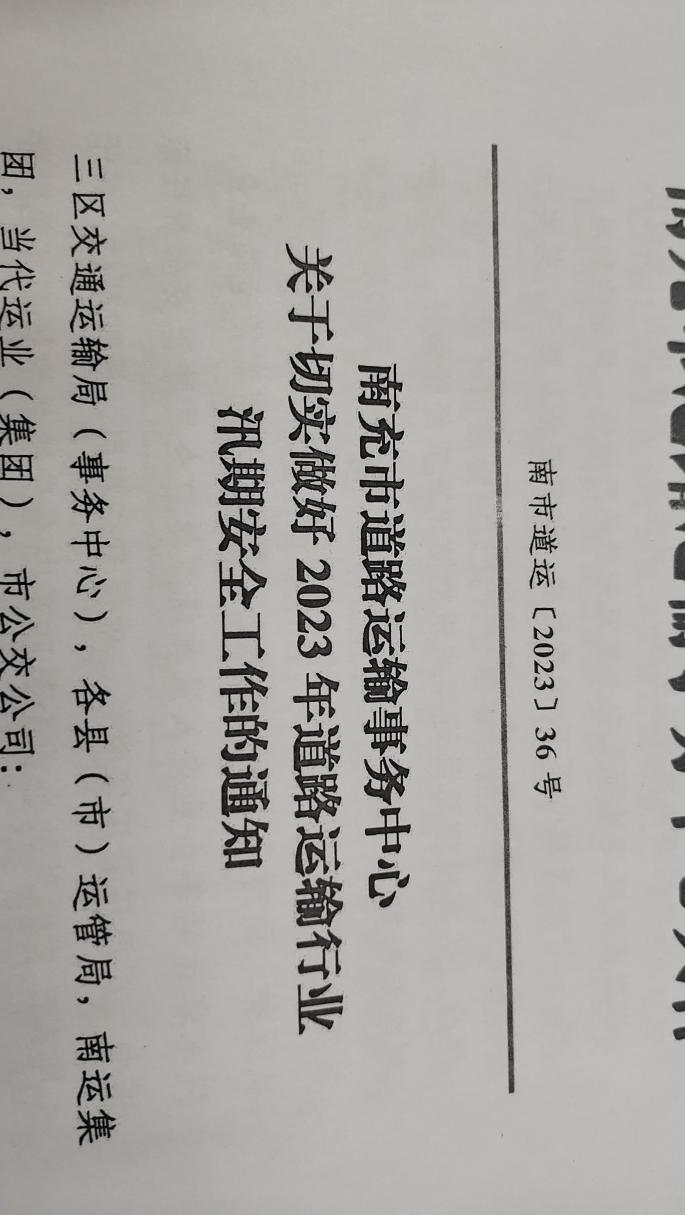 南市道运〔2023〕36号
南充市道路运输事务中心
关于切实做好2023年道路运输行业
汛期安全工作的通知
三区交通运输局（事务中心），各县（市）运管局，南运集
团，当代运业（集团），市公交公司：